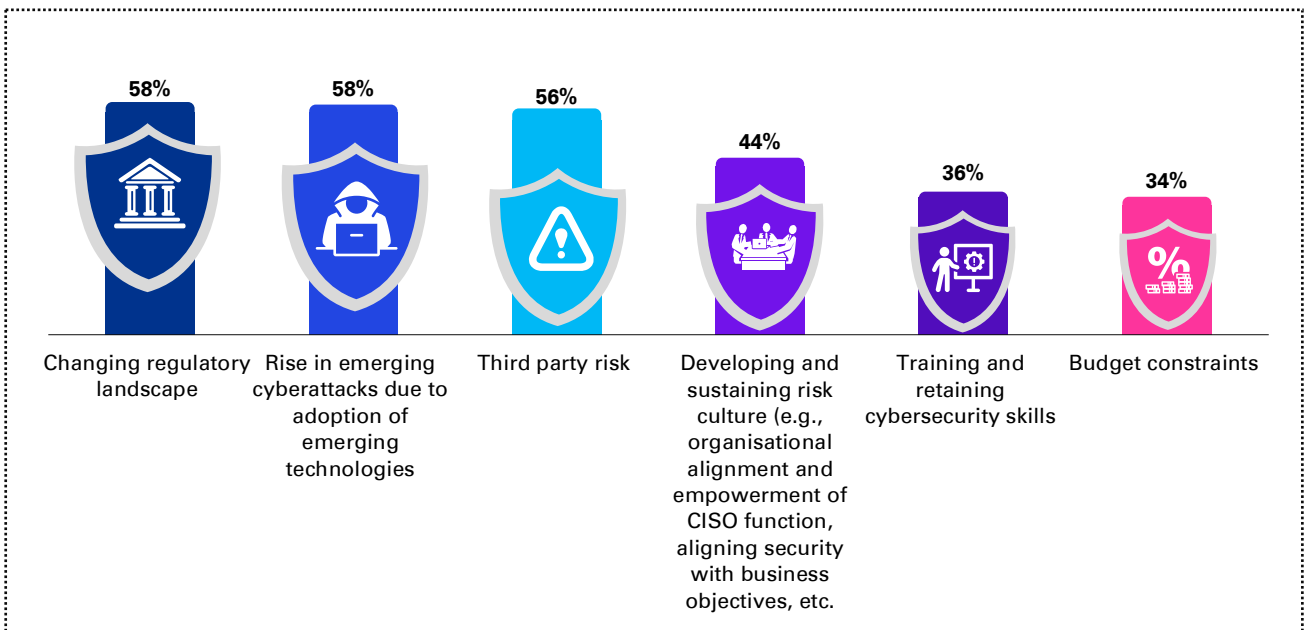 58%
58%
56%
44%
36%
34%
Changing regulatory
landscape
Rise in emerging
cyberattacks due to
adoption of
emerging
technologies
Third party risk
Developing and
sustaining risk
culture (e.g.,
organisational
alignment and
empowerment of
CISO function,
aligning security
with business
objectives, etc.
Training and
retaining
cybersecurity skills
Budget constraints
%